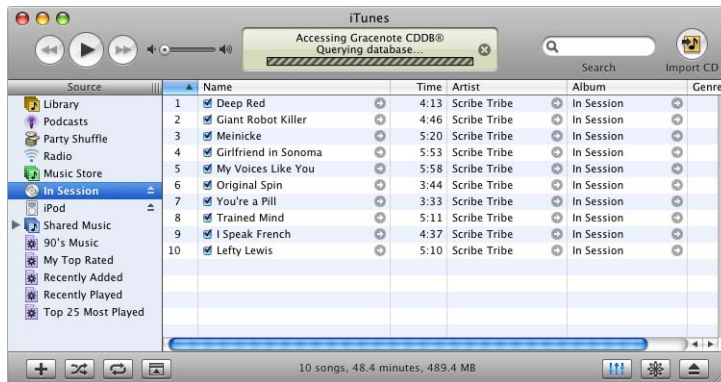 iTunes
Accessing Gracenote CDDB®
Querying database...
Search
Import CD
Source
Name Time Artist Album Genre
Library
Podcasts
Party Shuffle
Radio
Music Store
In Session
iPod
Shared Music
90's Music
My Top Rated
Recently Added
Recently Played
Top 25 Most Played
1 Deep Red 4:13 Scribe Tribe In Session
2 Giant Robot Killer 4:46 Scribe Tribe In Session
3 Meinicke 5:20 Scribe Tribe In Session
4 Girlfriend in Sonoma 5:53 Scribe Tribe In Session
5 My Voices Like You 5:58 Scribe Tribe In Session
6 Original Spin 3:44 Scribe Tribe In Session
7 You're a Pill 3:33 Scribe Tribe In Session
8 Trained Mind 5:11 Scribe Tribe In Session
9 I Speak French 4:37 Scribe Tribe In Session
10 Lefty Lewis 5:10 Scribe Tribe In Session
10 songs, 48.4 minutes, 489.4 MB